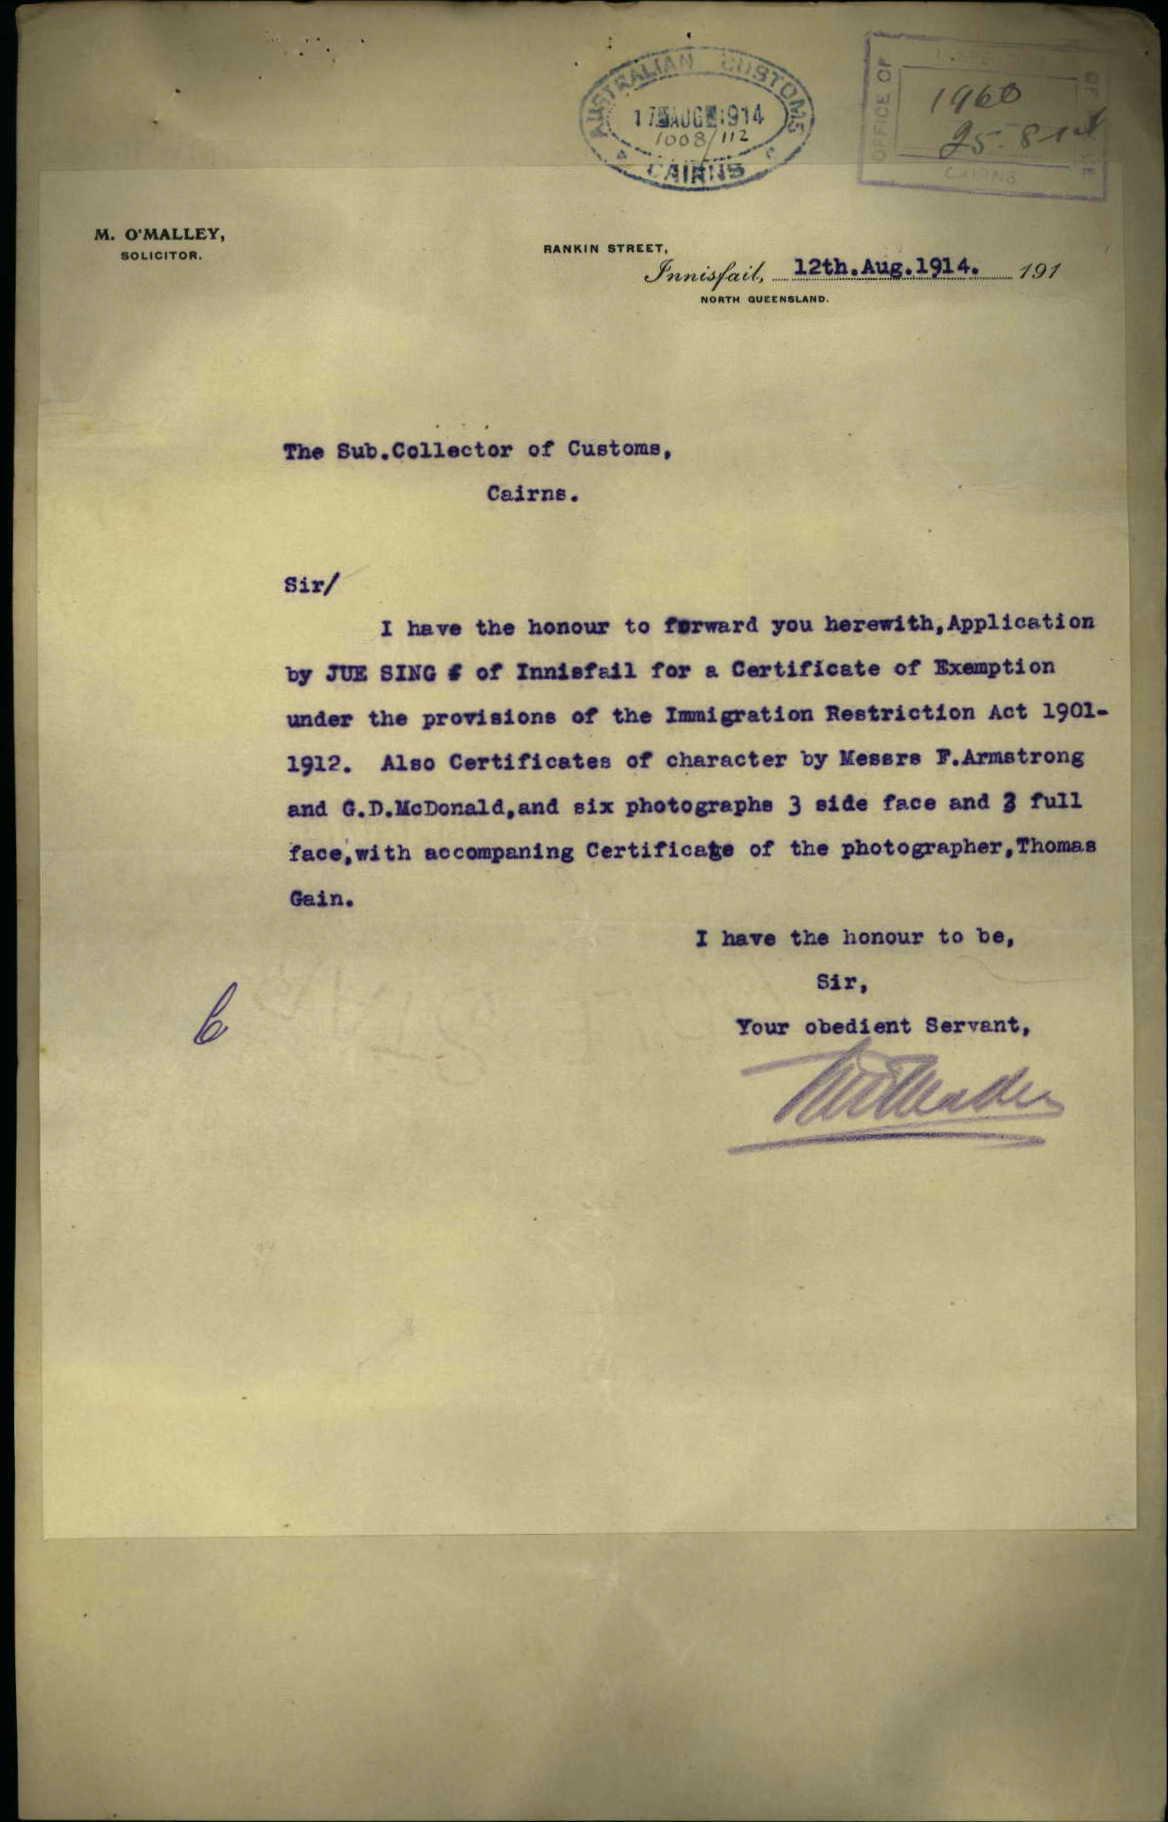 AUSTRALIAN CUSTOMS
17 AUG 1914
1008/112
CAIRNS
OFFICE OF
1960
25.8.14
CAIRNS
M. O'MALLEY,
SOLICITOR.
RANKIN STREET,
Innisfail, 12th.Aug.1914. 191
NORTH QUEENSLAND.
The Sub.Collector of Customs,
Cairns.
Sir/
I have the honour to forward you herewith,Application
by JUE SING of Innisfail for a Certificate of Exemption
under the provisions of the Immigration Restriction Act 1901-
1912. Also Certificates of character by Messrs F.Armstrong
and G.D.McDonald,and six photographs 3 side face and 3 full
face,with accompaning Certificate of the photographer,Thomas
Gain.
I have the honour to be,
Sir,
Your obedient Servant,